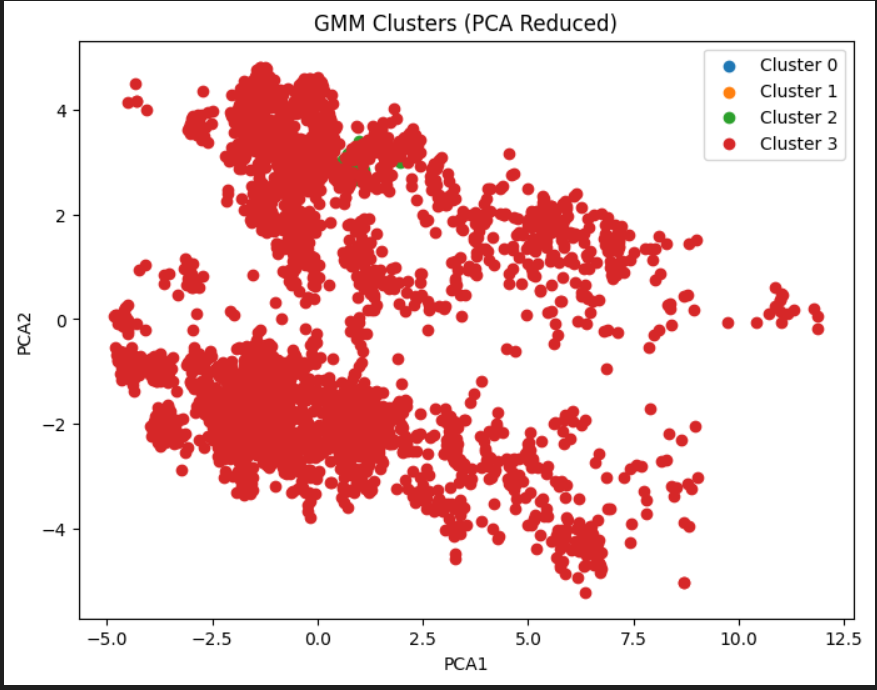 GMM Clusters (PCA Reduced)
Cluster 0
Cluster 1
Cluster 2
Cluster 3
4
2
0
−2
−4
PCA2
−5.0 −2.5 0.0 2.5 5.0 7.5 10.0 12.5
PCA1